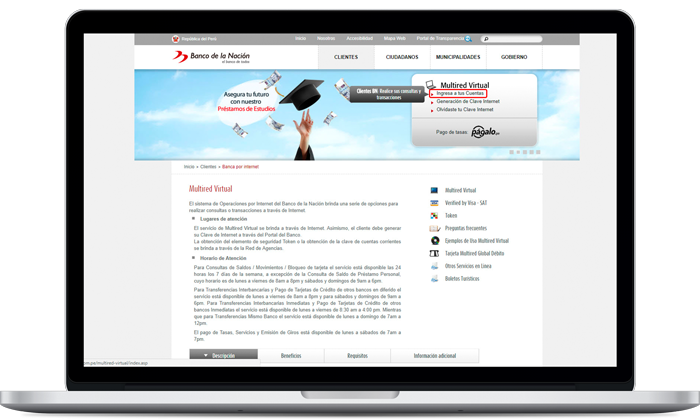 República del Perú
Inicio Nosotros Accesibilidad Mapa Web Portal de Transparencia
Banco de la Nación
el banco de todos
CLIENTES CIUDADANOS MUNICIPALIDADES GOBIERNO
Asegura tu futuro
con nuestro
Préstamos de Estudios
Clientes BN: Realice sus consultas y
transacciones
Multired Virtual
Ingresa a tus Cuentas
Generación de Clave Internet
Olvidaste tu Clave Internet
Pago de tasas: págalo.pe
Inicio » Clientes » Banca por Internet
Multired Virtual
El sistema de Operaciones por Internet del Banco de la Nación brinda una serie de opciones para
realizar consultas o transacciones a través de Internet.
Lugares de atención
El servicio de Multired Virtual se brinda a través de Internet. Asimismo, el cliente debe generar
su Clave de Internet a través del Portal del Banco.
La obtención del elemento de seguridad Token o la obtención de la clave de cuentas corrientes
se brinda a través de la Red de Agencias.
Horario de Atención
Para Consultas de Saldos / Movimientos / Bloqueo de tarjeta el servicio está disponible las 24
horas los 7 días de la semana, a excepción de la Consulta de Saldo de Préstamo Personal,
cuyo horario es de lunes a viernes de 6am a 8pm y sábados y domingos de 9am a 6pm.
Para Transferencias Interbancarias y Pago de Tarjetas de Crédito de otros bancos en diferido el
servicio está disponible de lunes a viernes de 6am a 8pm y para sábados y domingos de 9am a
6pm. Para Transferencias Interbancarias Inmediatas y Pago de Tarjetas de Crédito de otros
bancos Inmediatas el servicio está disponible de lunes a viernes de 8:30 am a 4:00 pm. Mientras
que para Transferencias Mismo Banco el servicio está disponible de lunes a domingo de 7am a
12pm.
El pago de Tasas, Servicios y Emisión de Giros está disponible de lunes a sábados de 7am a
7pm.
Multired Virtual
Verified by Visa - SAT
Token
Preguntas Frecuentes
Ejemplos de Uso Multired Virtual
Tarjeta Multired Global Débito
Otros Servicios en Línea
Boletos Turísticos
Descripción Beneficios Requisitos Información adicional
om.pe/multired-virtual/index.asp